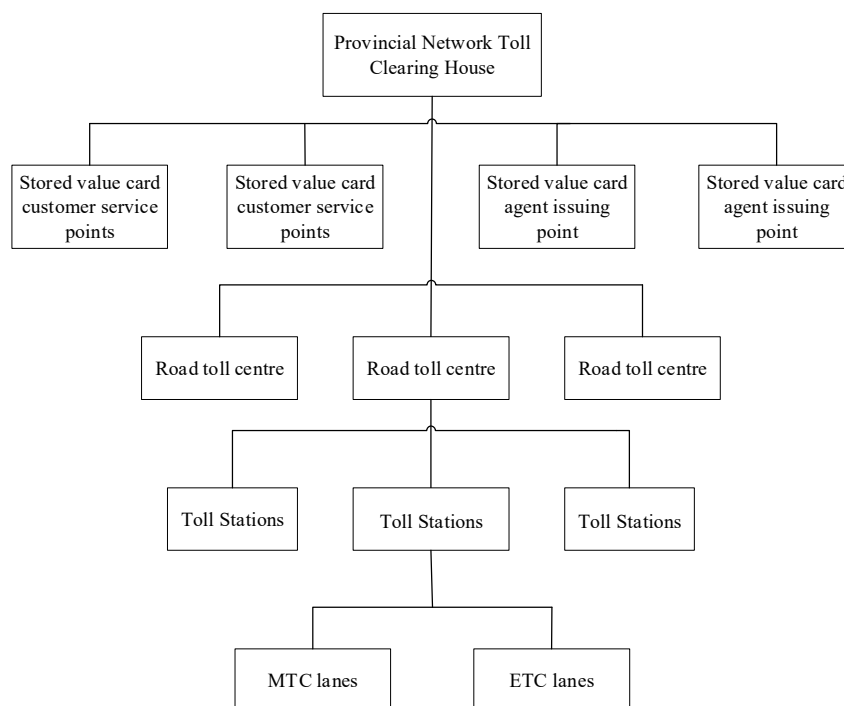 Provincial Network Toll
Clearing House
Stored value card
customer service
points
Stored value card
customer service
points
Stored value card
agent issuing
point
Stored value card
agent issuing
point
Road toll centre
Road toll centre
Road toll centre
Toll Stations
Toll Stations
Toll Stations
MTC lanes
ETC lanes